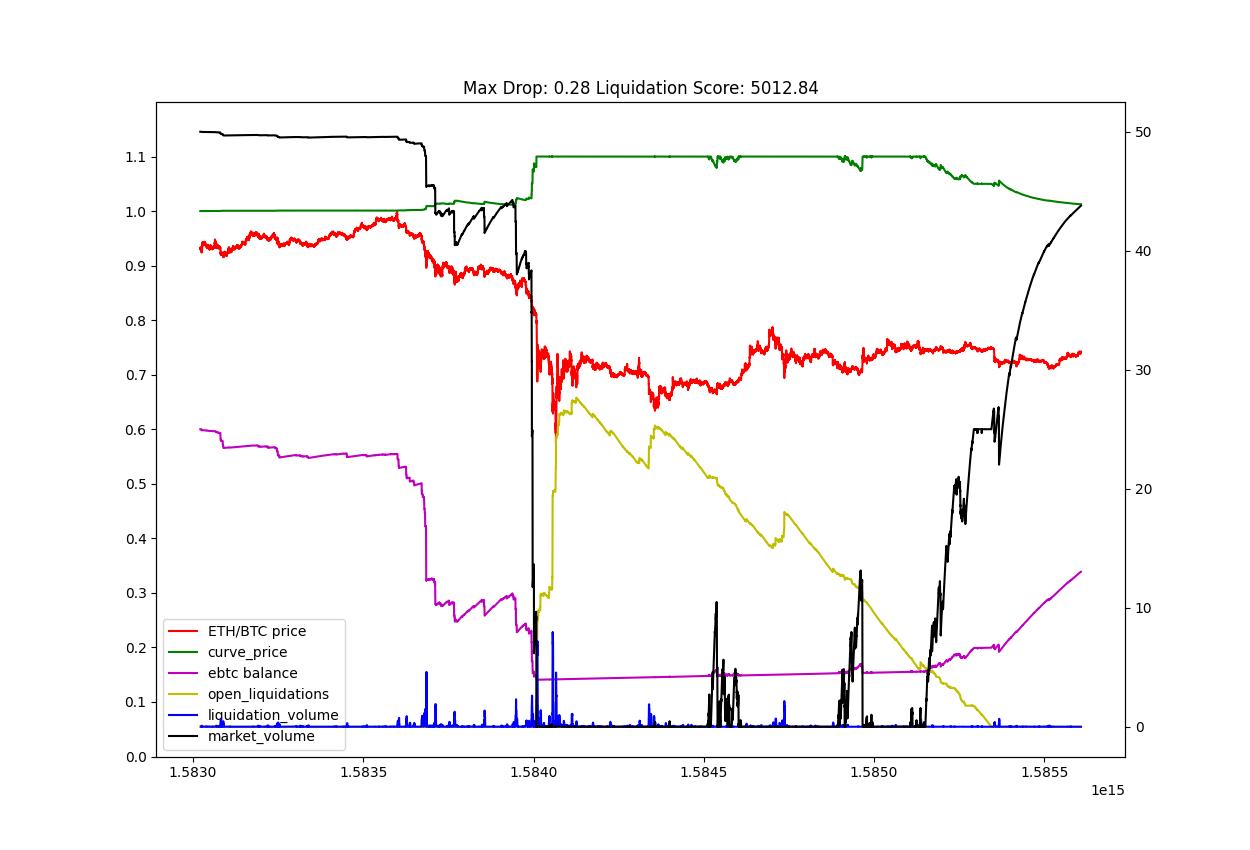 Max Drop: 0.28 Liquidation Score: 5012.84
1.1
1.0
0.9
0.8
0.7
0.6
0.5
0.4
0.3
0.2
0.1
0.0
50
40
30
20
10
0
ETH/BTC price
curve_price
ebtc balance
open_liquidations
liquidation_volume
market_volume
1.5830 1.5835 1.5840 1.5845 1.5850 1.5855
1e15